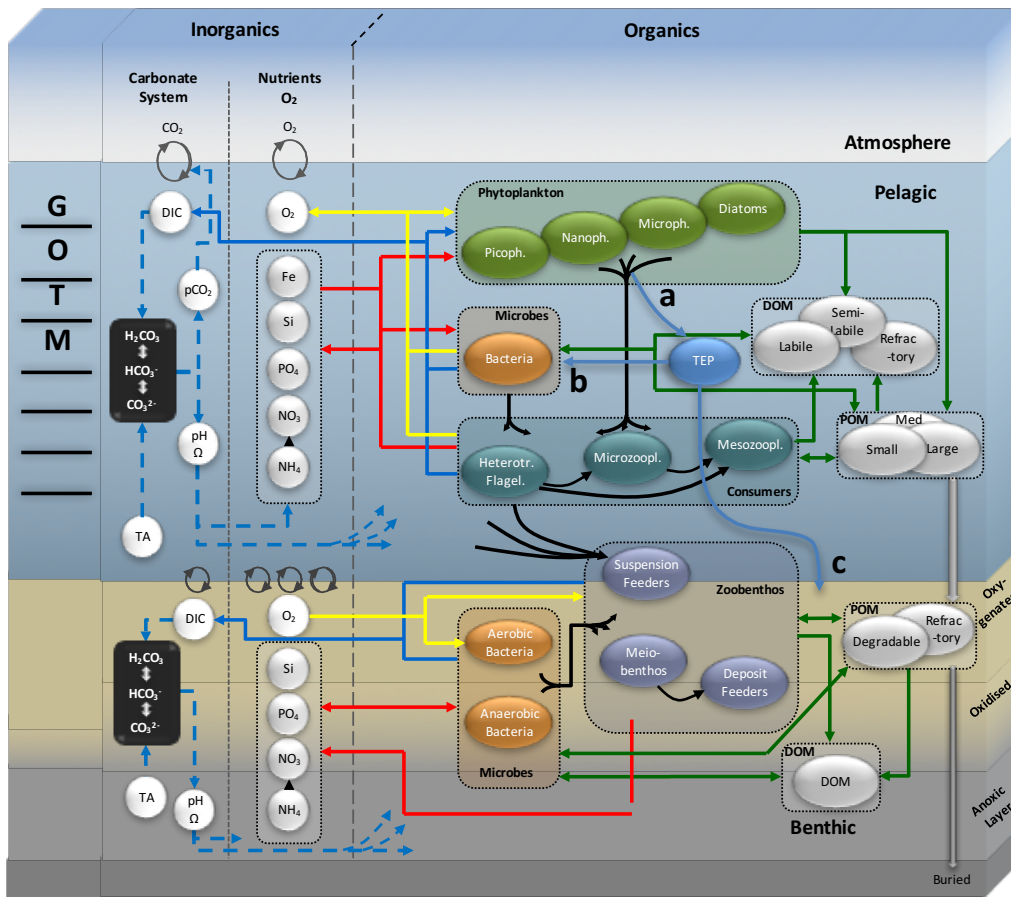 Inorganics
Organics
Carbonate
System
Nutrients
O₂
CO₂
O₂
Atmosphere
Pelagic
G
O
T
M
DIC
O₂
pCO₂
Fe
Si
PO₄
NO₃
NH₄
H₂CO₃
HCO₃⁻
CO₃²⁻
pH
Ω
TA
Phytoplankton
Picoph.
Nanoph.
Microph.
Diatoms
a
Microbes
Bacteria
b
TEP
DOM
Labile
Semi-
Labile
Refrac
-tory
POM
Small
Med
Large
Heterotr.
Flagel.
Microzoopl.
Mesozoopl.
Consumers
c
Suspension
Feeders
Zoobenthos
Meio-
benthos
Deposit
Feeders
DIC
O₂
H₂CO₃
HCO₃⁻
CO₃²⁻
TA
pH
Ω
Si
PO₄
NO₃
NH₄
Aerobic
Bacteria
Anaerobic
Bacteria
Microbes
POM
Degradable
Refrac
-tory
DOM
DOM
Benthic
Oxy-
genated
Oxidised
Anoxic
Layer
Buried